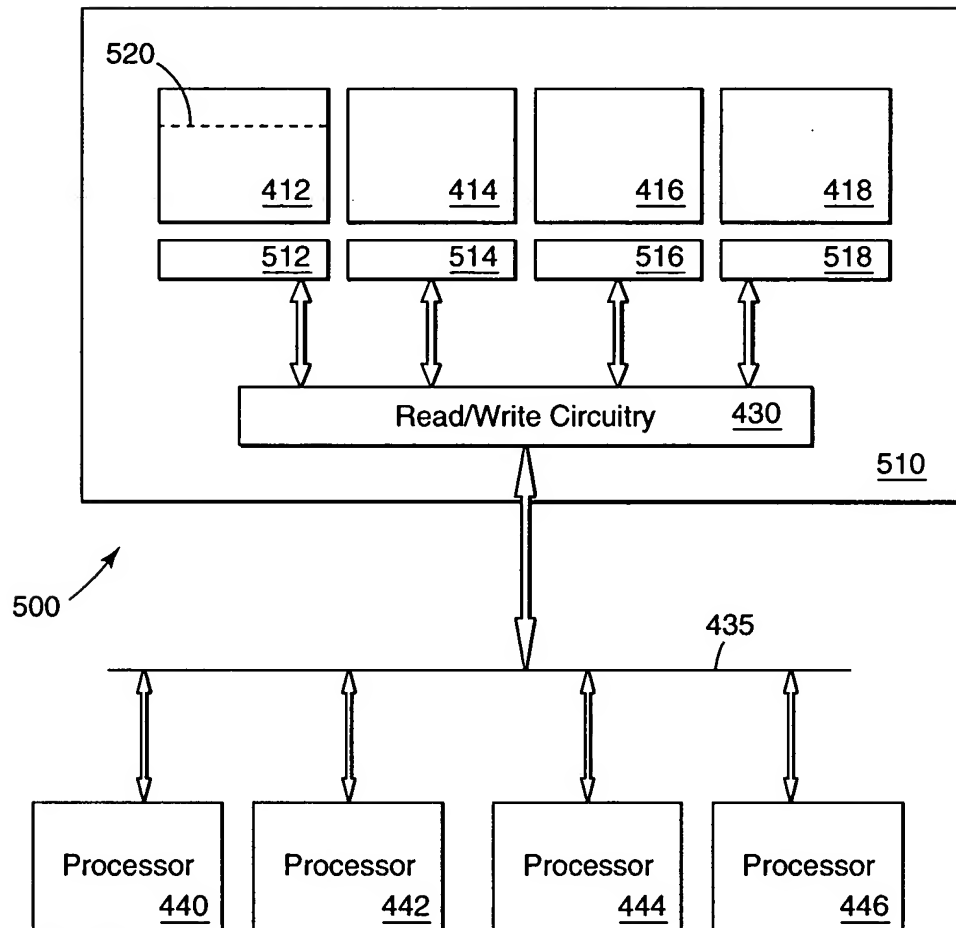 520
412 414 416 418
512 514 516 518
Read/Write Circuitry 430
510
500
435
Processor Processor Processor Processor
440 442 444 446